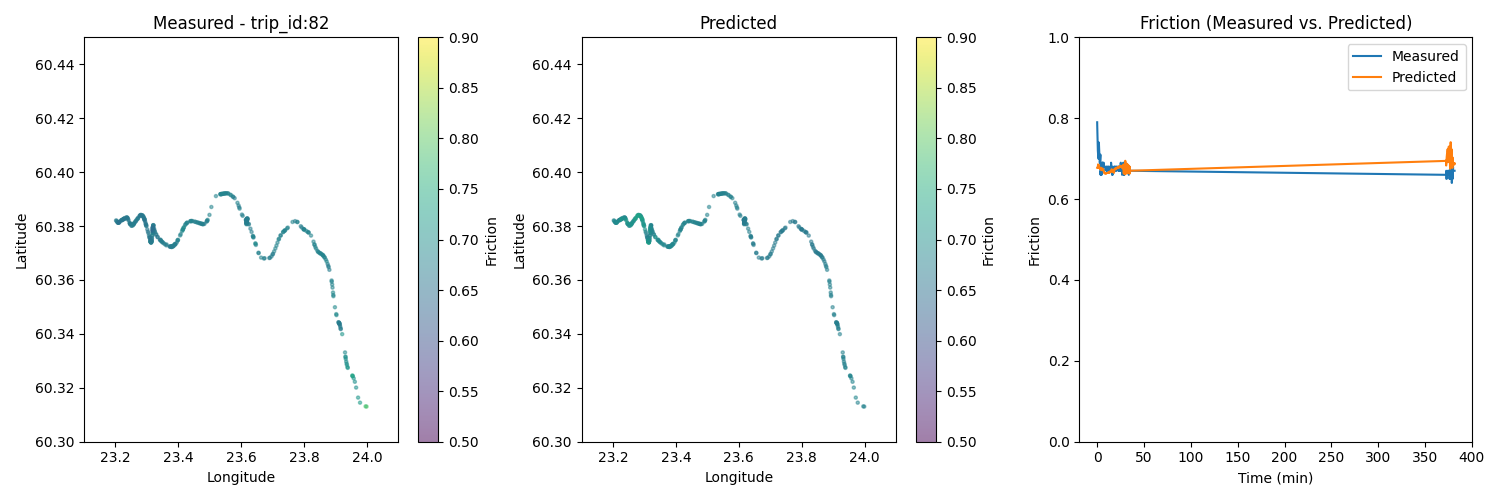 Measured - trip_id:82
60.44
60.42
60.40
60.38
60.36
60.34
60.32
60.30
Latitude
23.2 23.4 23.6 23.8 24.0
Longitude
0.90
0.85
0.80
0.75
0.70
0.65
0.60
0.55
0.50
Friction
Predicted
60.44
60.42
60.40
60.38
60.36
60.34
60.32
60.30
Latitude
23.2 23.4 23.6 23.8 24.0
Longitude
0.90
0.85
0.80
0.75
0.70
0.65
0.60
0.55
0.50
Friction
Friction (Measured vs. Predicted)
Measured
Predicted
1.0
0.8
0.6
0.4
0.2
0.0
Friction
0 50 100 150 200 250 300 350 400
Time (min)